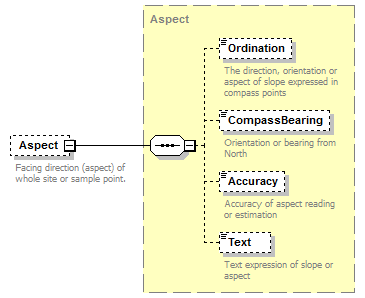 Aspect
Ordination
The direction, orientation or
aspect of slope expressed in
compass points
CompassBearing
Orientation or bearing from
North
Aspect
Facing direction (aspect) of
whole site or sample point.
Accuracy
Accuracy of aspect reading
or estimation
Text
Text expression of slope or
aspect